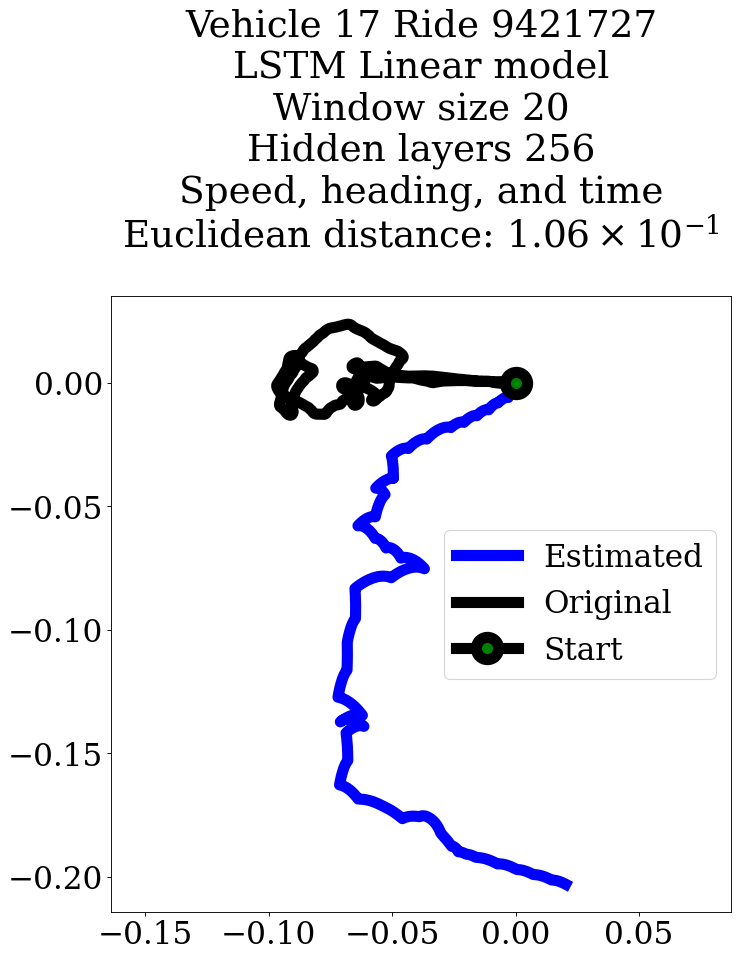 Vehicle 17 Ride 9421727
LSTM Linear model
Window size 20
Hidden layers 256
Speed, heading, and time
Euclidean distance: 1.06 × 10⁻¹
0.00
−0.05
−0.10
−0.15
−0.20
Estimated
Original
Start
−0.15 −0.10 −0.05 0.00 0.05